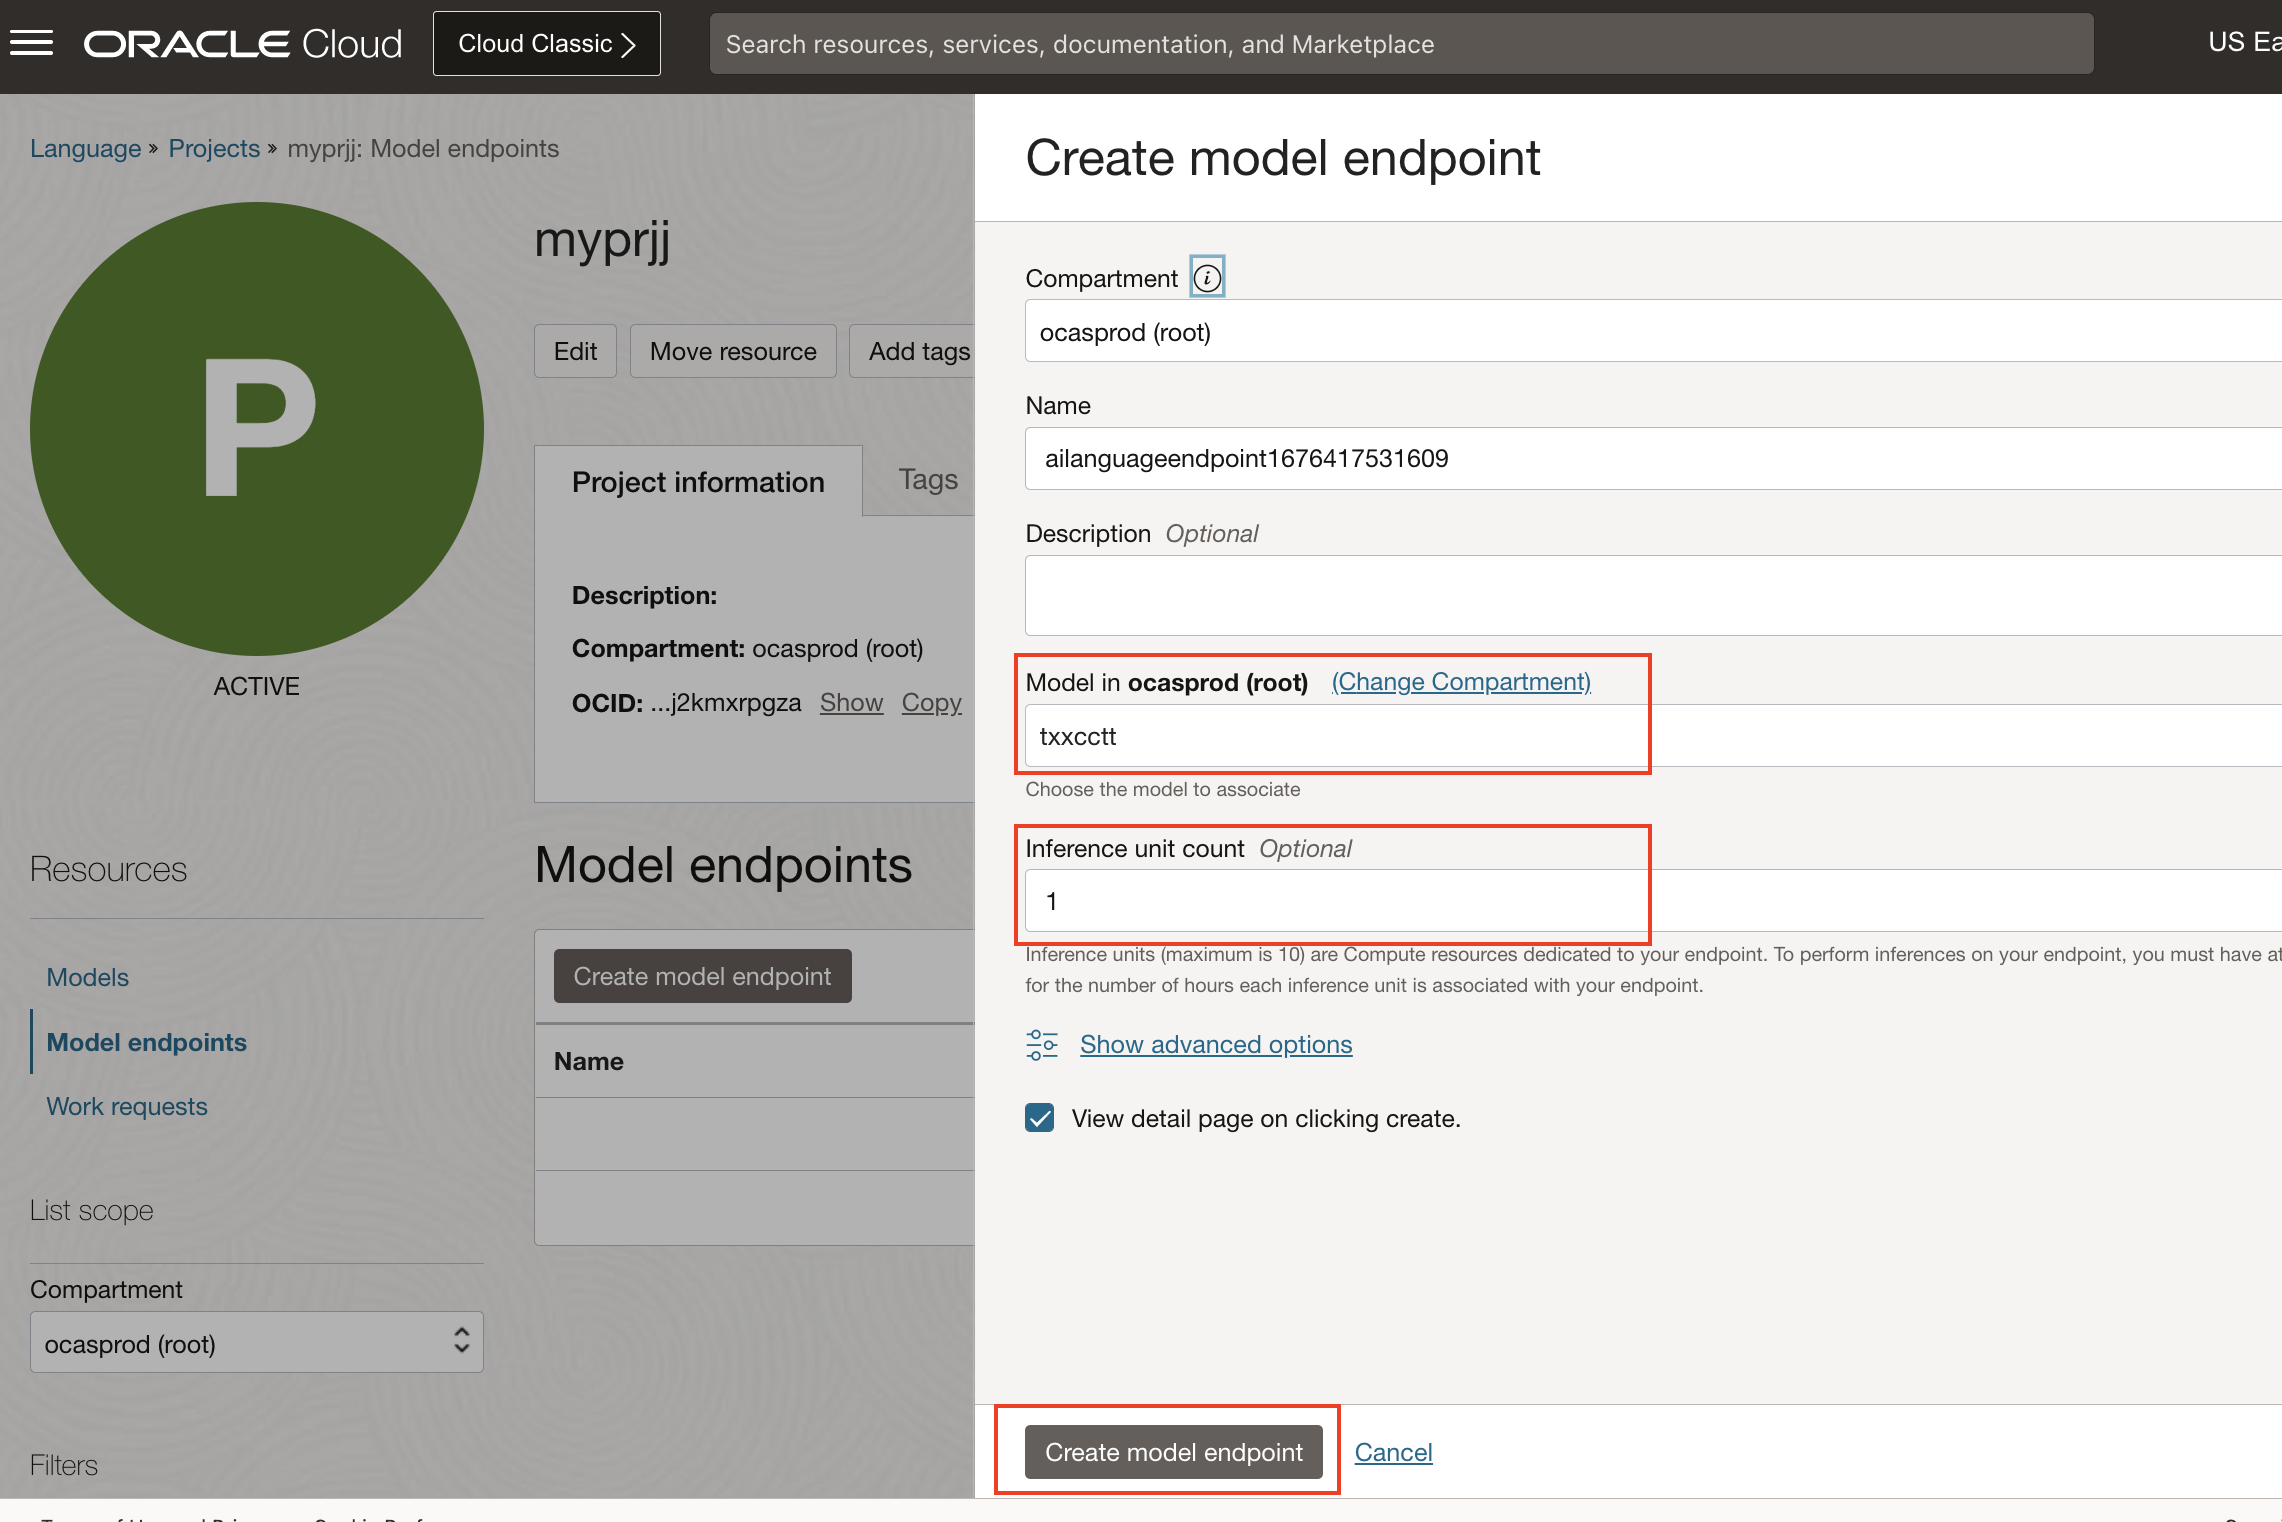 ORACLE Cloud
Cloud Classic
Search resources, services, documentation, and Marketplace
US
Language » Projects » myprjj: Model endpoints
P
ACTIVE
myprjj
Edit
Move resource
Add tags
Project information
Tags
Description:
Compartment: ocasprod (root)
OCID: ...j2kmxrpgza Show Copy
Resources
Models
Model endpoints
Work requests
List scope
Compartment
ocasprod (root)
Filters
Model endpoints
Create model endpoint
Name
Create model endpoint
Compartment
ocasprod (root)
Name
ailanguageendpoint1676417531609
Description Optional
Model in ocasprod (root) (Change Compartment)
txxcctt
Choose the model to associate
Inference unit count Optional
1
Inference units (maximum is 10) are Compute resources dedicated to your endpoint. To perform inferences on your endpoint, you must have at
for the number of hours each inference unit is associated with your endpoint.
Show advanced options
View detail page on clicking create.
Create model endpoint
Cancel